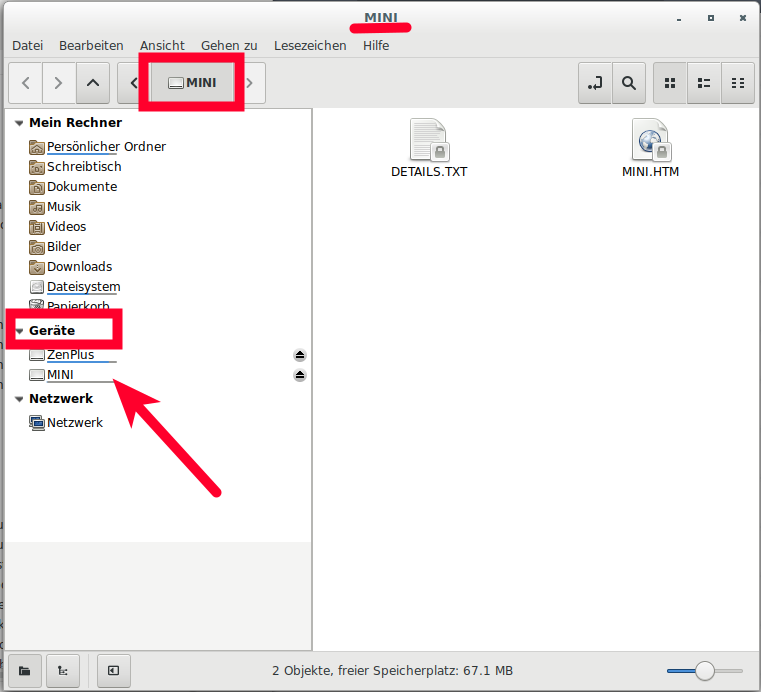 MINI
Datei Bearbeiten Ansicht Gehen zu Lesezeichen Hilfe
MINI
Mein Rechner
Persönlicher Ordner
Schreibtisch
Dokumente
Musik
Videos
Bilder
Downloads
Dateisystem
Papierkorb
Geräte
ZenPlus
MINI
Netzwerk
Netzwerk
DETAILS.TXT
MINI.HTM
2 Objekte, freier Speicherplatz: 67.1 MB